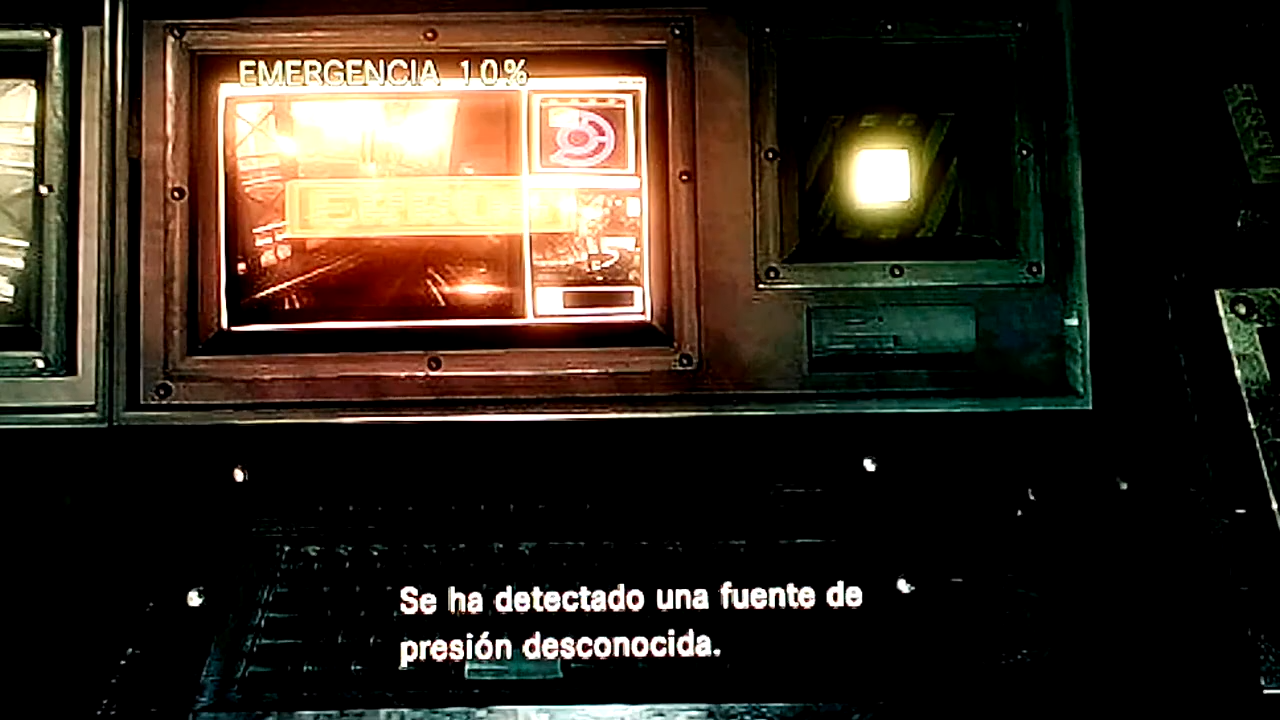 EMERGENCIA 10%
Se ha detectado una fuente de
presión desconocida.